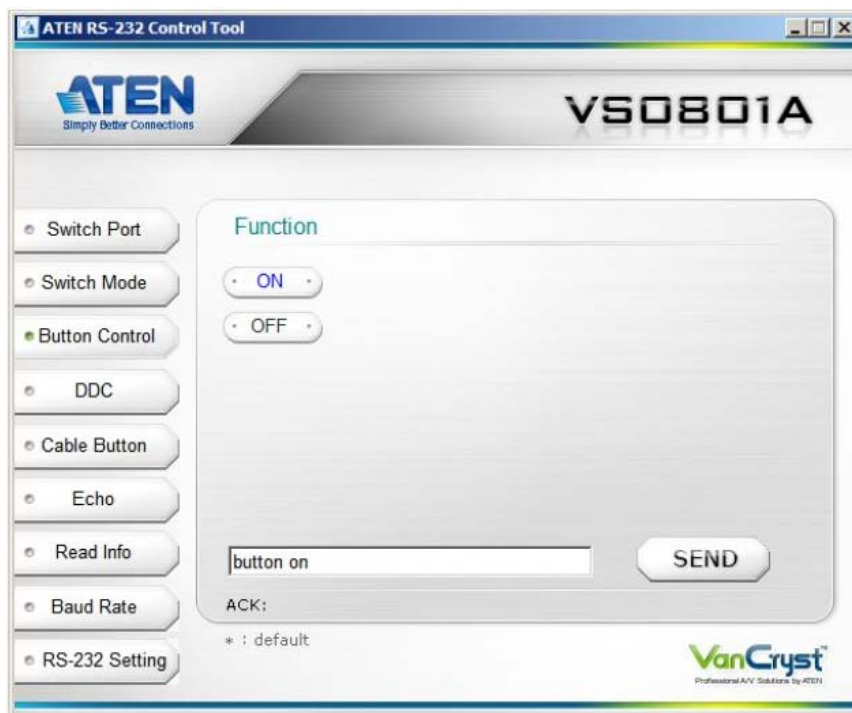 ATEN RS-232 Control Tool
ATEN
Simply Better Connections
VS0801A
Switch Port
Switch Mode
Button Control
DDC
Cable Button
Echo
Read Info
Baud Rate
RS-232 Setting
Function
ON
OFF
button on
SEND
ACK:
* : default
VanCryst™
Professional A/V Solutions by ATEN